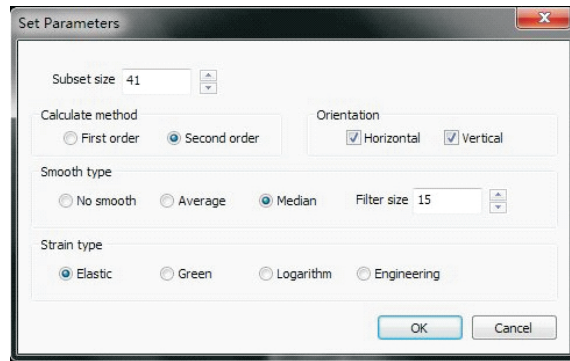 Set Parameters
Subset size 41
Calculate method
Orientation
First order Second order
Horizontal Vertical
Smooth type
No smooth Average Median Filter size 15
Strain type
Elastic Green Logarithm Engineering
OK Cancel